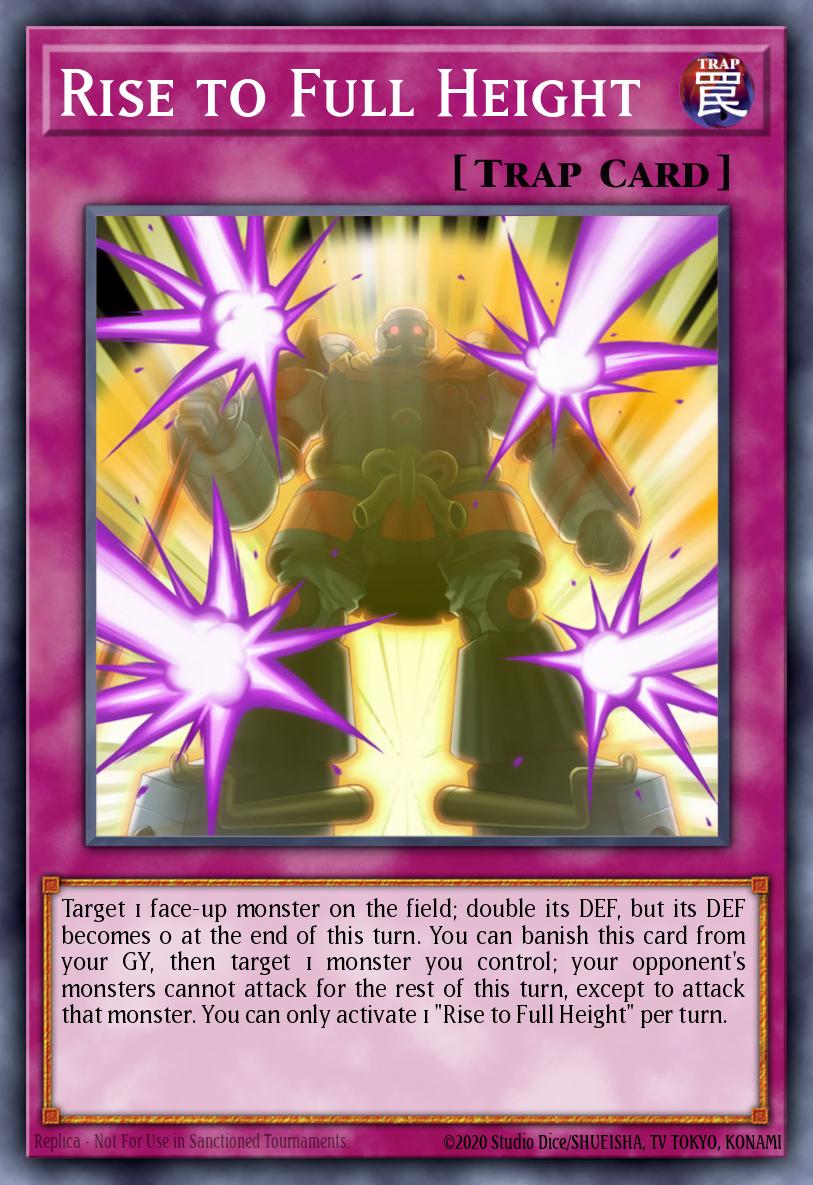 Rise to Full Height
TRAP
罠
[Trap Card]
Target 1 face-up monster on the field; double its DEF, but its DEF
becomes 0 at the end of this turn. You can banish this card from
your GY, then target 1 monster you control; your opponent's
monsters cannot attack for the rest of this turn, except to attack
that monster. You can only activate 1 "Rise to Full Height" per turn.
Replica - Not For Use in Sanctioned Tournaments.
©2020 Studio Dice/SHUEISHA, TV TOKYO, KONAMI